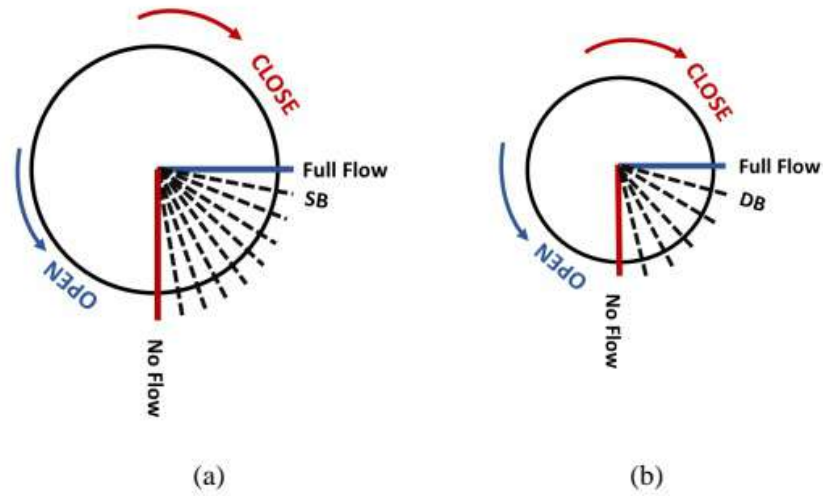 CLOSE
Full Flow
SB
OPEN
No Flow
(a)
CLOSE
Full Flow
DB
OPEN
No Flow
(b)